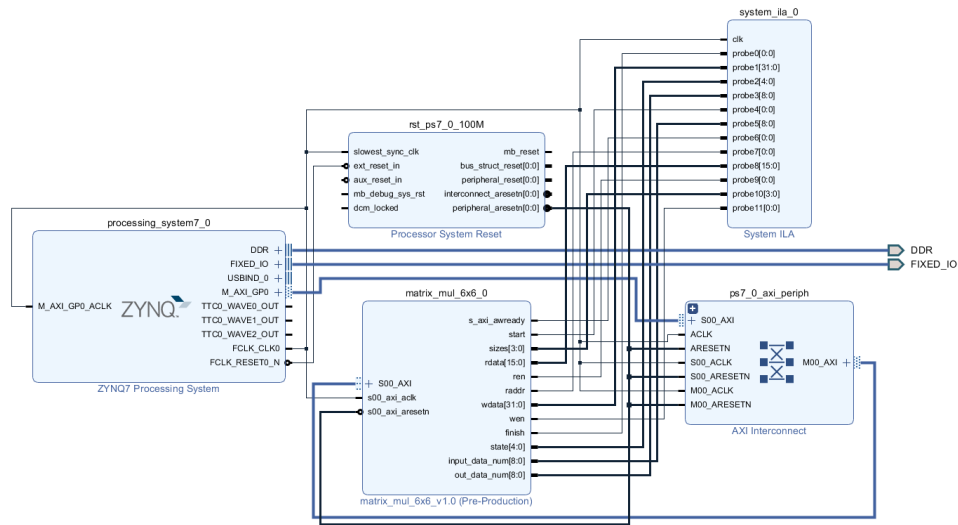 system_ila_0
clk
probe0[0:0]
probe1[31:0]
probe2[4:0]
probe3[8:0]
probe4[0:0]
probe5[8:0]
probe6[0:0]
probe7[0:0]
probe8[15:0]
probe9[0:0]
probe10[3:0]
probe11[0:0]
System ILA
rst_ps7_0_100M
slowest_sync_clk
ext_reset_in
aux_reset_in
mb_debug_sys_rst
dcm_locked
mb_reset
bus_struct_reset[0:0]
peripheral_reset[0:0]
interconnect_aresetn[0:0]
peripheral_aresetn[0:0]
Processor System Reset
processing_system7_0
M_AXI_GP0_ACLK
ZYNQ
DDR
FIXED_IO
USBIND_0
M_AXI_GP0
TTC0_WAVE0_OUT
TTC0_WAVE1_OUT
TTC0_WAVE2_OUT
FCLK_CLK0
FCLK_RESET0_N
ZYNQ7 Processing System
DDR
FIXED_IO
matrix_mul_6x6_0
S00_AXI
s00_axi_aclk
s00_axi_aresetn
s_axi_awready
start
sizes[3:0]
rdata[15:0]
ren
raddr
wdata[31:0]
wen
finish
state[4:0]
input_data_num[8:0]
out_data_num[8:0]
matrix_mul_6x6_v1.0 (Pre-Production)
ps7_0_axi_periph
S00_AXI
ACLK
ARESETN
S00_ACLK
S00_ARESETN
M00_ACLK
M00_ARESETN
M00_AXI
AXI Interconnect